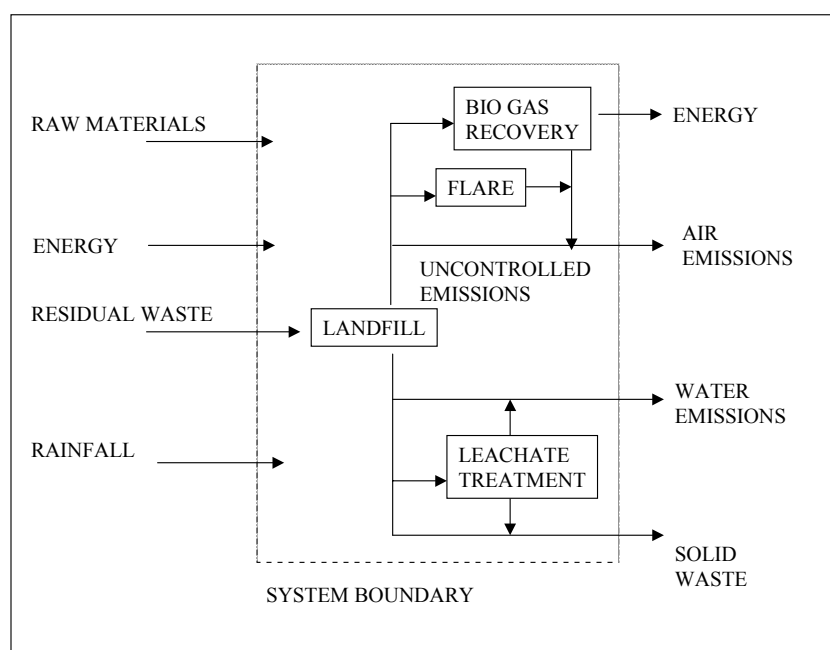 RAW MATERIALS
ENERGY
RESIDUAL WASTE
RAINFALL
BIO GAS
RECOVERY
FLARE
UNCONTROLLED
EMISSIONS
LANDFILL
LEACHATE
TREATMENT
SYSTEM BOUNDARY
ENERGY
AIR
EMISSIONS
WATER
EMISSIONS
SOLID
WASTE